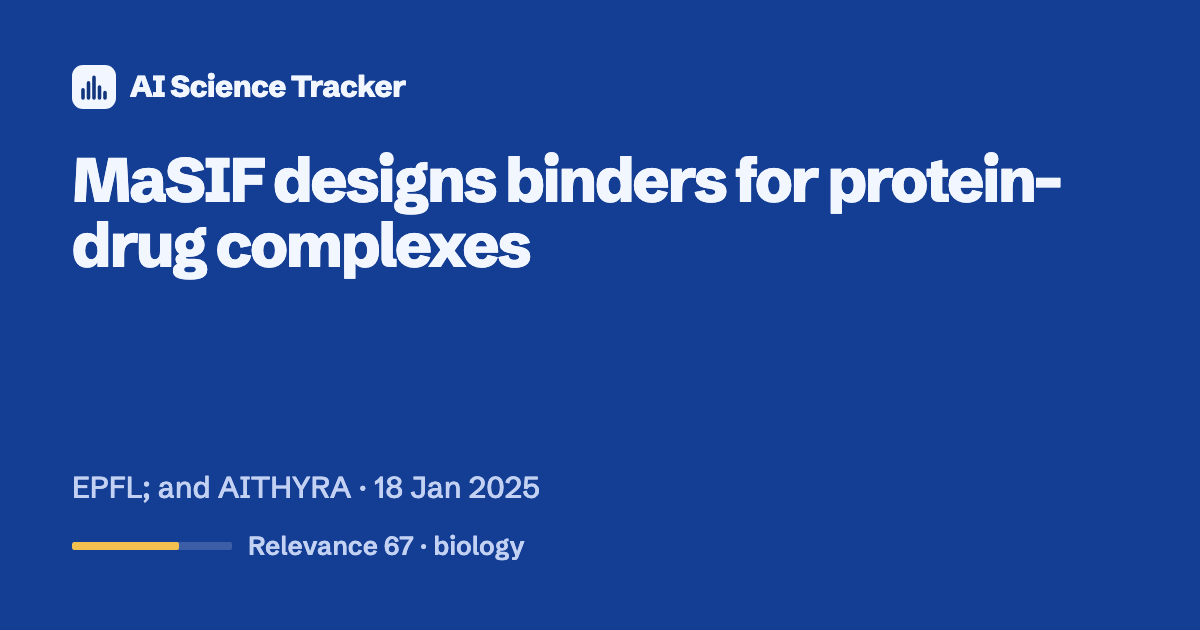 AI Science Tracker
MaSIF designs binders for protein-
drug complexes
EPFL; and AITHYRA · 18 Jan 2025
Relevance 67 · biology